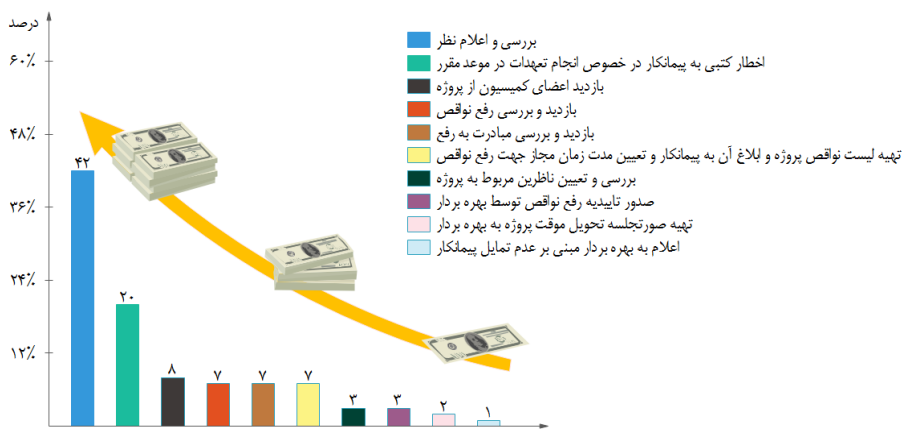 درصد
۶۰٪
۴۸٪
۳۶٪
۲۴٪
۱۲٪
۴۲
۲۰
۸
۷
۷
۷
۳
۳
۲
۱
بررسی و اعلام نظر
اخطار کتبی به پیمانکار در خصوص انجام تعهدات در موعد مقرر
بازدید اعضای کمیسیون از پروژه
بازدید و بررسی رفع نواقص
بازدید و بررسی مبادرت به رفع
تهیه لیست نواقص پروژه و ابلاغ آن به پیمانکار و تعیین مدت زمان مجاز جهت رفع نواقص
بررسی و تعیین ناظرین مربوط به پروژه
صدور تاییدیه رفع نواقص توسط بهره بردار
تهیه صورتجلسه تحویل موقت پروژه به بهره بردار
اعلام به بهره بردار مبنی بر عدم تمایل پیمانکار